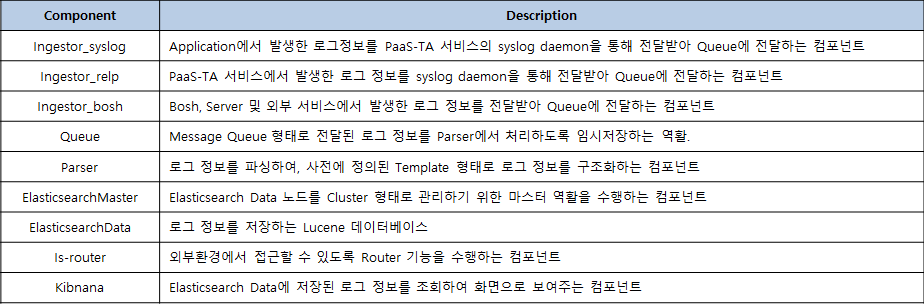 Component Description
Ingestor_syslog Application에서 발생한 로그정보를 PaaS-TA 서비스의 syslog daemon을 통해 전달받아 Queue에 전달하는 컴포넌트
Ingestor_relp PaaS-TA 서비스에서 발생한 로그 정보를 syslog daemon을 통해 전달받아 Queue에 전달하는 컴포넌트
Ingestor_bosh Bosh, Server 및 외부 서비스에서 발생한 로그 정보를 전달받아 Queue에 전달하는 컴포넌트
Queue Message Queue 형태로 전달된 로그 정보를 Parser에서 처리하도록 임시저장하는 역활.
Parser 로그 정보를 파싱하여, 사전에 정의된 Template 형태로 로그 정보를 구조화하는 컴포넌트
ElasticsearchMaster Elasticsearch Data 노드를 Cluster 형태로 관리하기 위한 마스터 역활을 수행하는 컴포넌트
ElasticsearchData 로그 정보를 저장하는 Lucene 데이터베이스
Is-router 외부환경에서 접근할 수 있도록 Router 기능을 수행하는 컴포넌트
Kibnana Elasticsearch Data에 저장된 로그 정보를 조회하여 화면으로 보여주는 컴포넌트